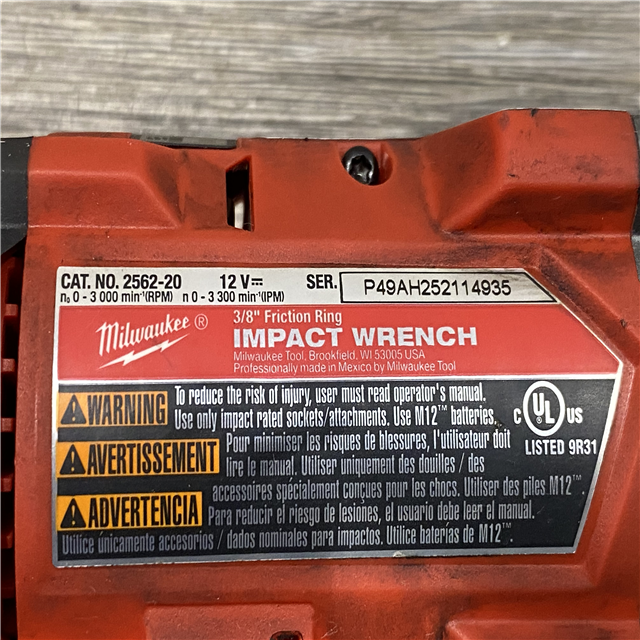 CAT. NO. 2562-20 12 V⎓ SER. P49AH252114935
n₀ 0 - 3 000 min⁻¹(RPM) n 0 - 3 300 min⁻¹(IPM)
Milwaukee®
3/8" Friction Ring
IMPACT WRENCH
Milwaukee Tool, Brookfield, WI 53005 USA
Professionally made in Mexico by Milwaukee Tool
WARNING To reduce the risk of injury, user must read operator's manual.
Use only impact rated sockets/attachments. Use M12™ batteries.
AVERTISSEMENT Pour minimiser les risques de blessures, l'utilisateur doit
lire le manual. Utiliser uniquement des douilles / des
accessoires spécialement conçues pour les chocs. Utiliser des piles M12™.
ADVERTENCIA Para reducir el riesgo de lesiones, el usuario debe leer el manual.
Utilice únicamente accesorios / dados nominales para impactos. Utilice baterías de M12™.
C UL US
LISTED 9R31